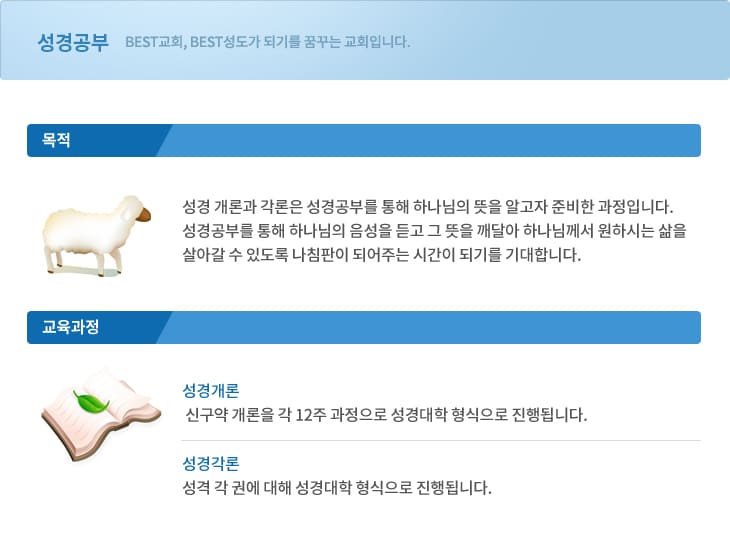 성경공부 BEST교회, BEST성도가 되기를 꿈꾸는 교회입니다.
목적
성경 개론과 각론은 성경공부를 통해 하나님의 뜻을 알고자 준비한 과정입니다.
성경공부를 통해 하나님의 음성을 듣고 그 뜻을 깨달아 하나님께서 원하시는 삶을
살아갈 수 있도록 나침판이 되어주는 시간이 되기를 기대합니다.
교육과정
성경개론
신구약 개론을 각 12주 과정으로 성경대학 형식으로 진행됩니다.
성경각론
성격 각 권에 대해 성경대학 형식으로 진행됩니다.